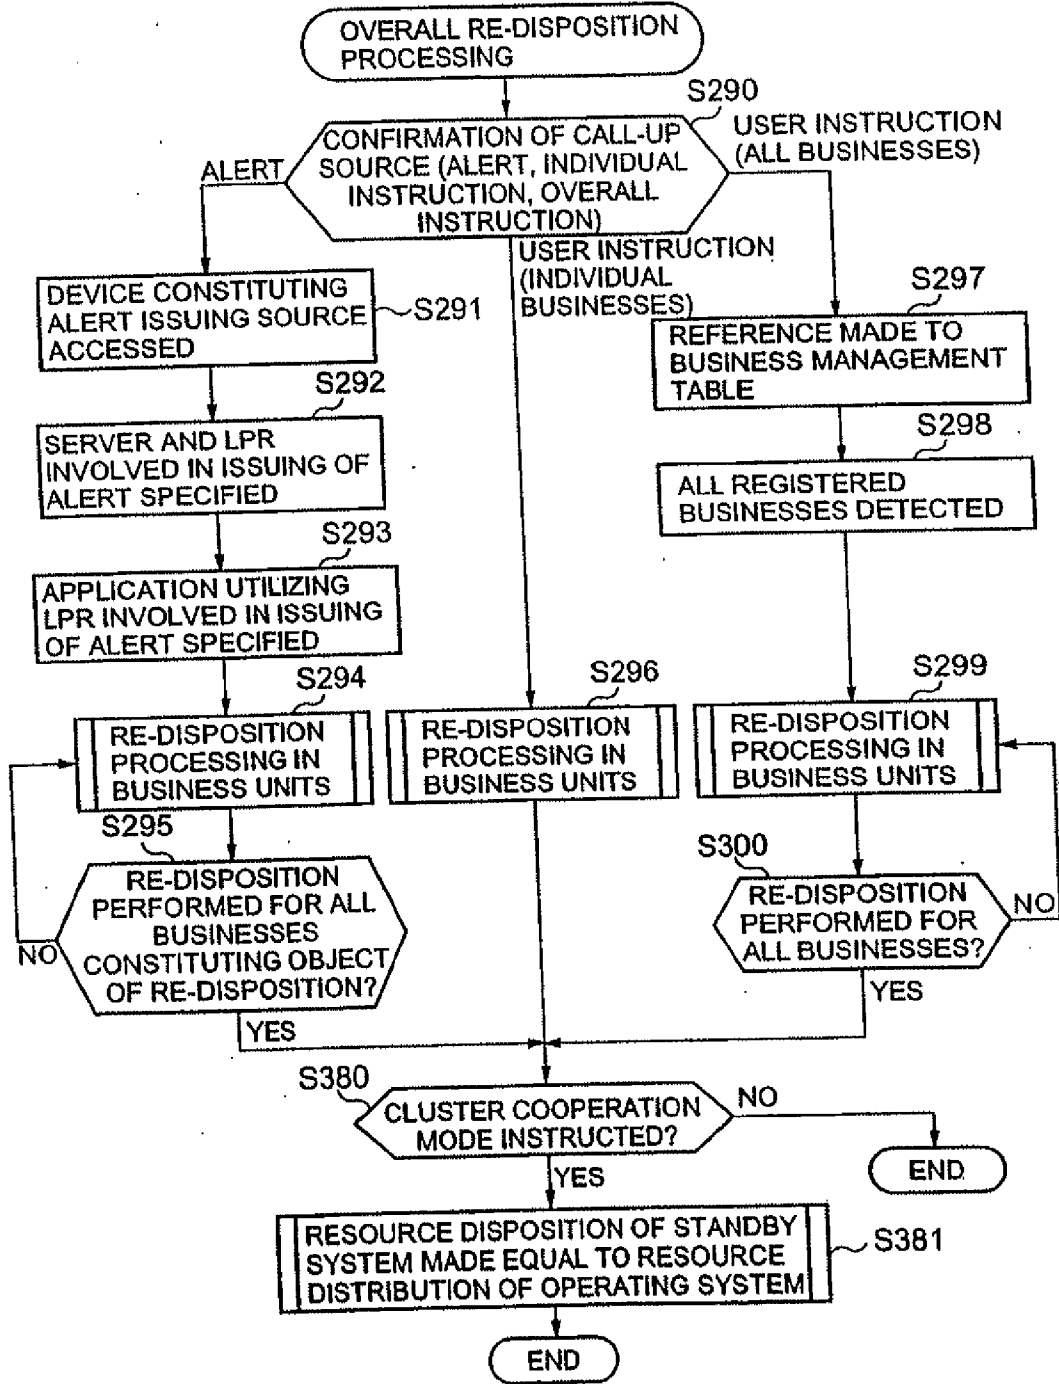 OVERALL RE-DISPOSITION
PROCESSING
S290
CONFIRMATION OF CALL-UP
SOURCE (ALERT, INDIVIDUAL
INSTRUCTION, OVERALL
INSTRUCTION)
ALERT
USER INSTRUCTION
(ALL BUSINESSES)
USER INSTRUCTION
(INDIVIDUAL
BUSINESSES)
DEVICE CONSTITUTING
ALERT ISSUING SOURCE
ACCESSED
S291
S292
SERVER AND LPR
INVOLVED IN ISSUING OF
ALERT SPECIFIED
S293
APPLICATION UTILIZING
LPR INVOLVED IN ISSUING
OF ALERT SPECIFIED
S294
RE-DISPOSITION
PROCESSING IN
BUSINESS UNITS
S295
RE-DISPOSITION
PERFORMED FOR ALL
BUSINESSES
CONSTITUTING OBJECT
OF RE-DISPOSITION?
NO
YES
S296
RE-DISPOSITION
PROCESSING IN
BUSINESS UNITS
S297
REFERENCE MADE TO
BUSINESS MANAGEMENT
TABLE
S298
ALL REGISTERED
BUSINESSES DETECTED
S299
RE-DISPOSITION
PROCESSING IN
BUSINESS UNITS
S300
RE-DISPOSITION
PERFORMED FOR
ALL BUSINESSES?
NO
YES
S380
CLUSTER COOPERATION
MODE INSTRUCTED?
NO
END
YES
RESOURCE DISPOSITION OF STANDBY
SYSTEM MADE EQUAL TO RESOURCE
DISTRIBUTION OF OPERATING SYSTEM
S381
END